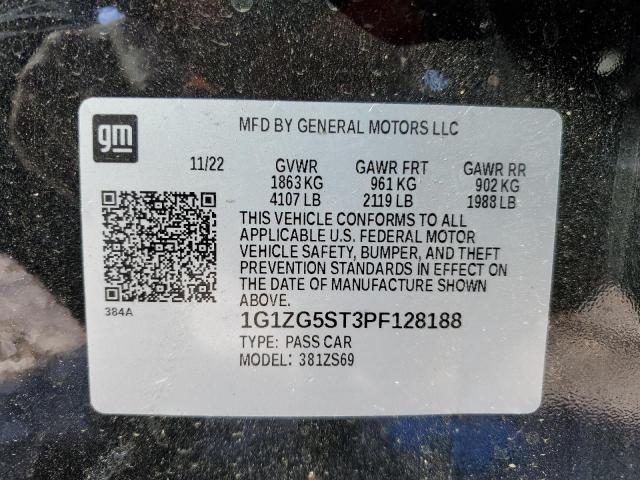 gm
MFD BY GENERAL MOTORS LLC
11/22 GVWR GAWR FRT GAWR RR
1863 KG 961 KG 902 KG
4107 LB 2119 LB 1988 LB
THIS VEHICLE CONFORMS TO ALL
APPLICABLE U.S. FEDERAL MOTOR
VEHICLE SAFETY, BUMPER, AND THEFT
PREVENTION STANDARDS IN EFFECT ON
THE DATE OF MANUFACTURE SHOWN
ABOVE.
384A
1G1ZG5ST3PF128188
TYPE: PASS CAR
MODEL: 381ZS69